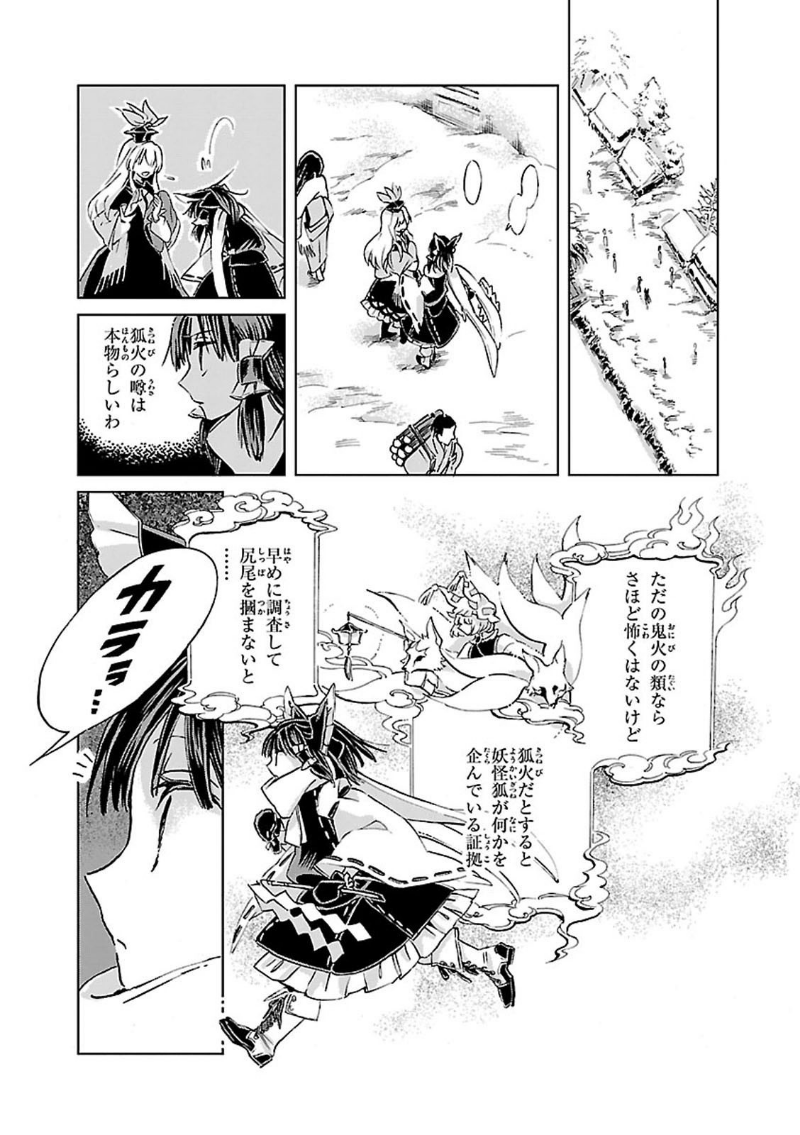 狐火の噂は
本物らしいわ
ただの鬼火の類なら
さほど怖くはないけど
狐火だとすると
妖怪狐が何かを
企んでいる証拠
早めに調査して
尻尾を掴まないと
………
カラッ…